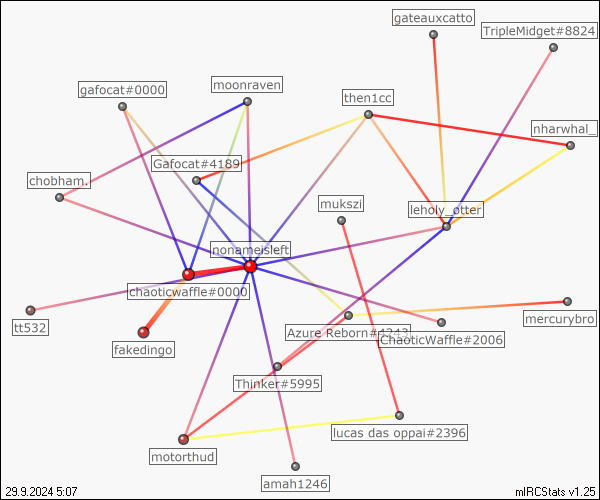 gateauxcatto
TripleMidget#8824
moonraven
gafocat#0000
then1cc
nharwhal_
Gafocat#4189
chobham.
mukszi
leholy_otter
nonameisleft
chaoticwaffle#0000
mercurybro
tt532
Azure Reborn#4243
ChaoticWaffle#2006
fakedingo
Thinker#5995
lucas das oppai#2396
motorthud
amah1246
29.9.2024 5:07
mIRCStats v1.25